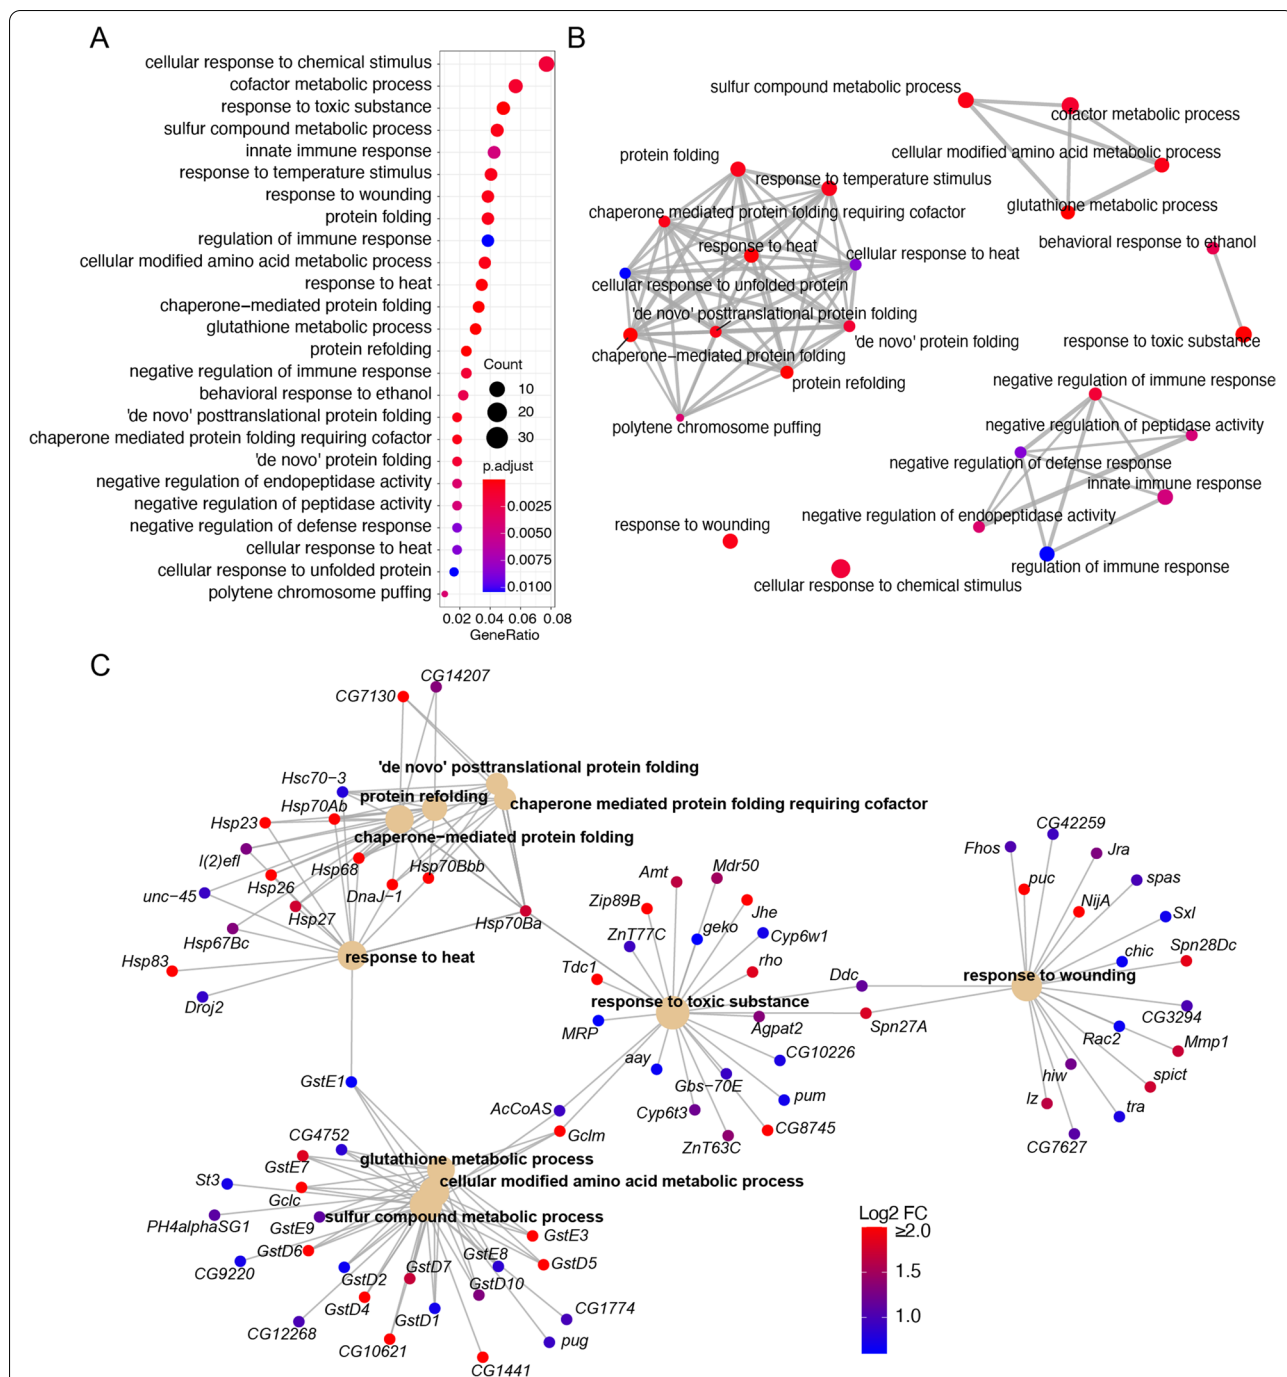 A
cellular response to chemical stimulus
cofactor metabolic process
response to toxic substance
sulfur compound metabolic process
innate immune response
response to temperature stimulus
response to wounding
protein folding
regulation of immune response
cellular modified amino acid metabolic process
response to heat
chaperone−mediated protein folding
glutathione metabolic process
protein refolding
negative regulation of immune response
behavioral response to ethanol
'de novo' posttranslational protein folding
chaperone mediated protein folding requiring cofactor
'de novo' protein folding
negative regulation of endopeptidase activity
negative regulation of peptidase activity
negative regulation of defense response
cellular response to heat
cellular response to unfolded protein
polytene chromosome puffing
Count
10
20
30
p.adjust
0.0025
0.0050
0.0075
0.0100
0.02 0.04 0.06 0.08
GeneRatio
B
sulfur compound metabolic process
cofactor metabolic process
cellular modified amino acid metabolic process
glutathione metabolic process
protein folding
response to temperature stimulus
chaperone mediated protein folding requiring cofactor
response to heat
cellular response to heat
cellular response to unfolded protein
'de novo' posttranslational protein folding
'de novo' protein folding
chaperone−mediated protein folding
protein refolding
polytene chromosome puffing
behavioral response to ethanol
response to toxic substance
negative regulation of immune response
negative regulation of peptidase activity
negative regulation of defense response
innate immune response
negative regulation of endopeptidase activity
regulation of immune response
response to wounding
cellular response to chemical stimulus
C
CG14207
CG7130
'de novo' posttranslational protein folding
Hsc70−3
protein refolding
chaperone mediated protein folding requiring cofactor
Hsp70Ab
Hsp23
chaperone−mediated protein folding
l(2)efl
Hsp68
Hsp70Bbb
Hsp26
DnaJ−1
unc−45
Hsp27
Hsp70Ba
Hsp67Bc
response to heat
Hsp83
Droj2
GstE1
Amt
Mdr50
Zip89B
Jhe
ZnT77C
geko
Cyp6w1
rho
Tdc1
Ddc
response to toxic substance
MRP
Agpat2
Spn27A
aay
CG10226
Gbs−70E
pum
Cyp6t3
CG8745
ZnT63C
AcCoAS
Gclm
CG42259
Fhos
Jra
puc
spas
NijA
Sxl
chic
Spn28Dc
response to wounding
CG3294
Rac2
Mmp1
hiw
spict
lz
tra
CG7627
CG4752
glutathione metabolic process
GstE7
St3
cellular modified amino acid metabolic process
Gclc
PH4alphaSG1
GstE9
sulfur compound metabolic process
GstD6
GstE3
CG9220
GstD2
GstD7
GstE8
GstD5
GstD10
GstD4
GstD1
CG1774
CG12268
pug
CG10621
CG1441
Log2 FC
≥2.0
1.5
1.0